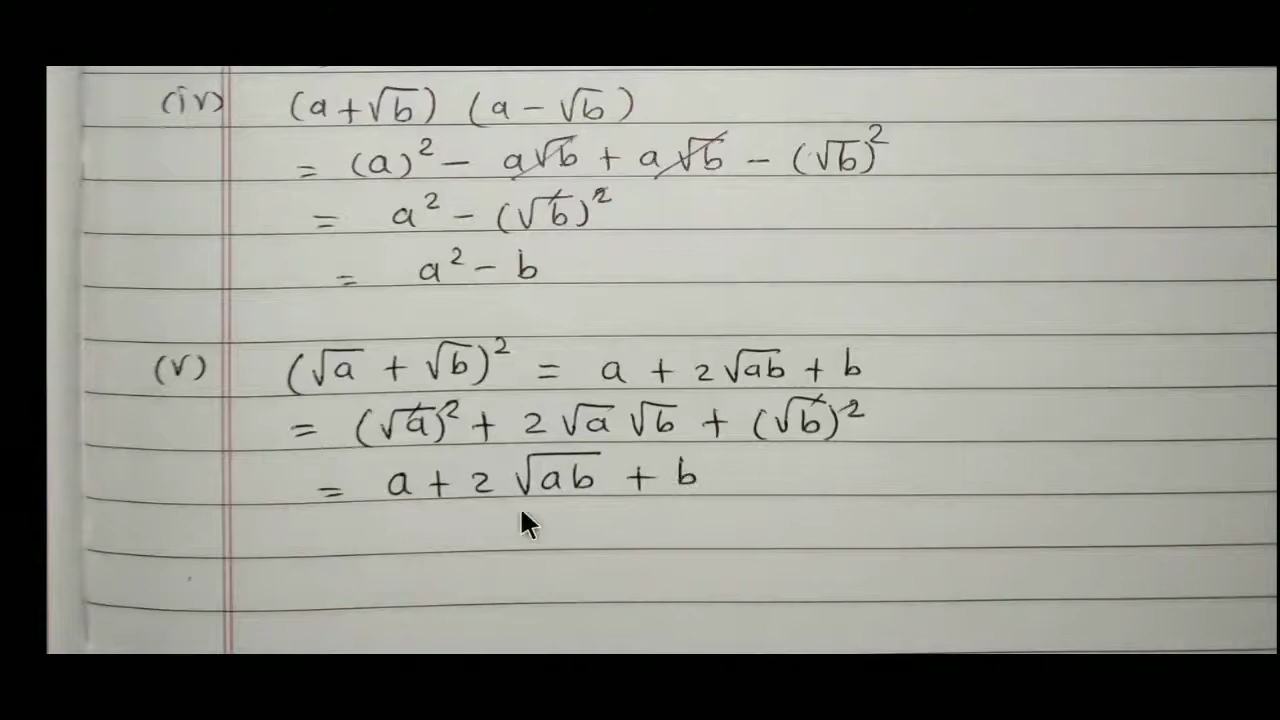 (iv) (a + √b) (a − √b)
= (a)² − a√b + a√b − (√b)²
= a² − (√b)²
= a² − b
(v) (√a + √b)² = a + 2√ab + b
= (√a)² + 2√a √b + (√b)²
= a + 2√ab + b